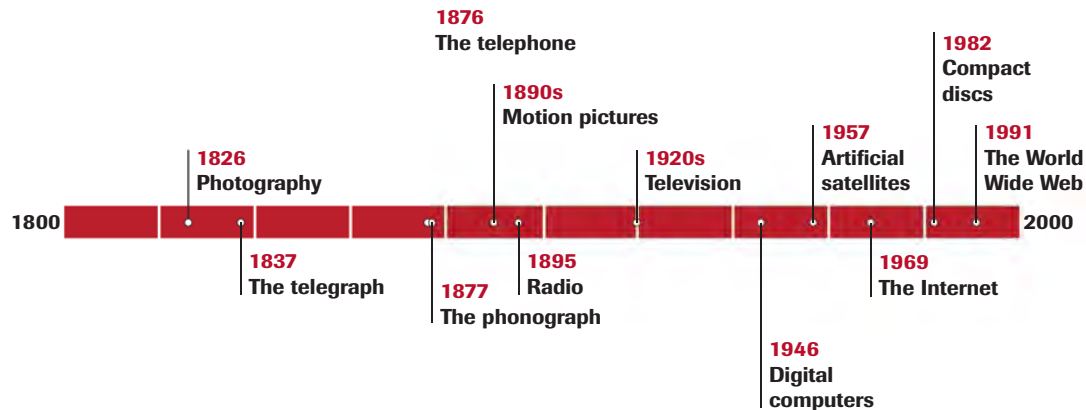 1876
The telephone
1982
Compact
discs
1890s
Motion pictures
1826
Photography
1920s
Television
1957
Artificial
satellites
1991
The World
Wide Web
1800
2000
1837
The telegraph
1877
The phonograph
1895
Radio
1969
The Internet
1946
Digital
computers